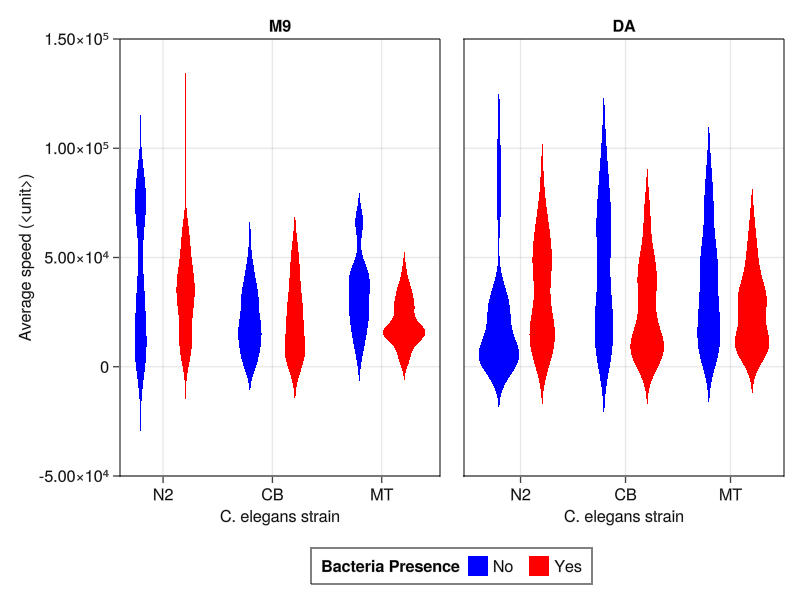 M9
DA
1.50×10⁵
1.00×10⁵
5.00×10⁴
0
-5.00×10⁴
Average speed (<unit>)
N2 CB MT
N2 CB MT
C. elegans strain
C. elegans strain
Bacteria Presence No Yes